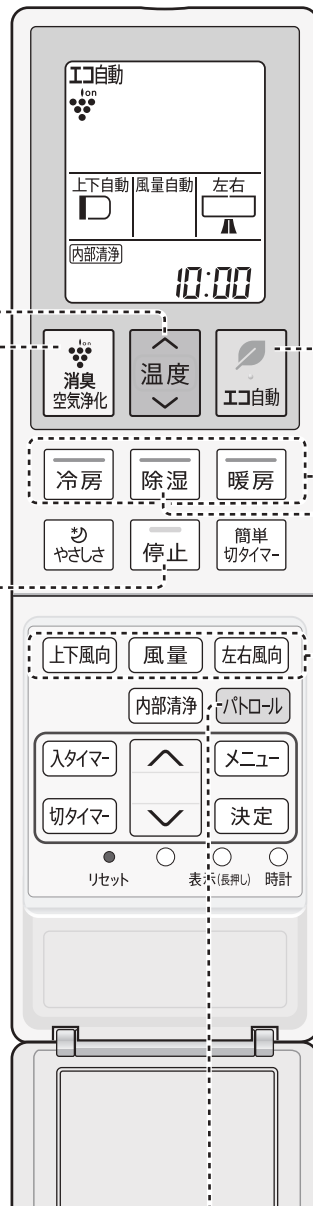 エコ自動
ion
上下自動 風量自動 左右
内部清浄
10:00
ion
消臭
空気浄化
温度
エコ自動
冷房 除湿 暖房
やさしさ
停止
簡単
切タイマー
上下風向 風量 左右風向
内部清浄 パトロール
入タイマー メニュー
切タイマー 決定
リセット 表示(長押し) 時計